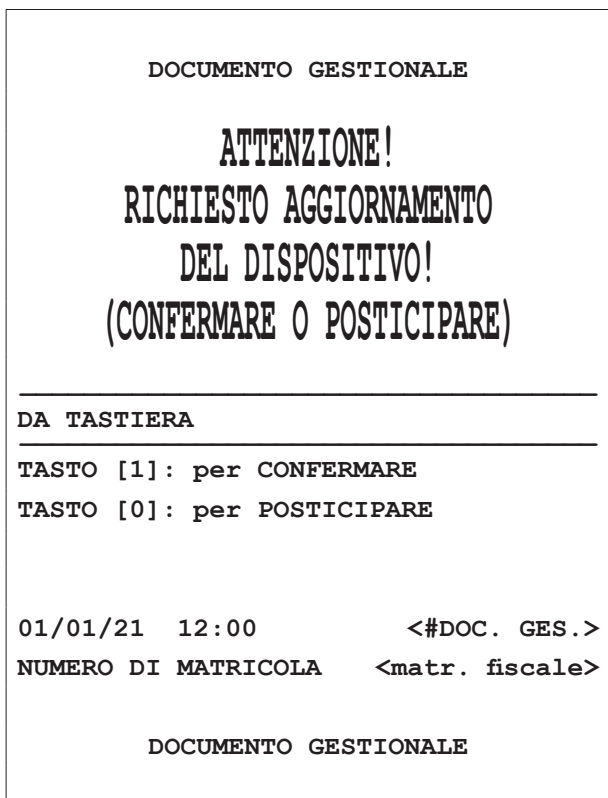 DOCUMENTO GESTIONALE
ATTENZIONE!
RICHIESTO AGGIORNAMENTO
DEL DISPOSITIVO!
(CONFERMARE O POSTICIPARE)
DA TASTIERA
TASTO [1]: per CONFERMARE
TASTO [0]: per POSTICIPARE
01/01/21 12:00 <#DOC. GES.>
NUMERO DI MATRICOLA <matr. fiscale>
DOCUMENTO GESTIONALE